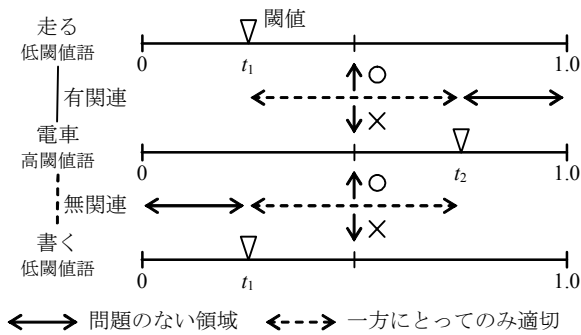 走る
低閾値語
閾値
0
t1
1.0
有関連
○
×
電車
高閾値語
0
t2
1.0
無関連
○
×
書く
低閾値語
0
t1
1.0
問題のない領域
一方にとってのみ適切